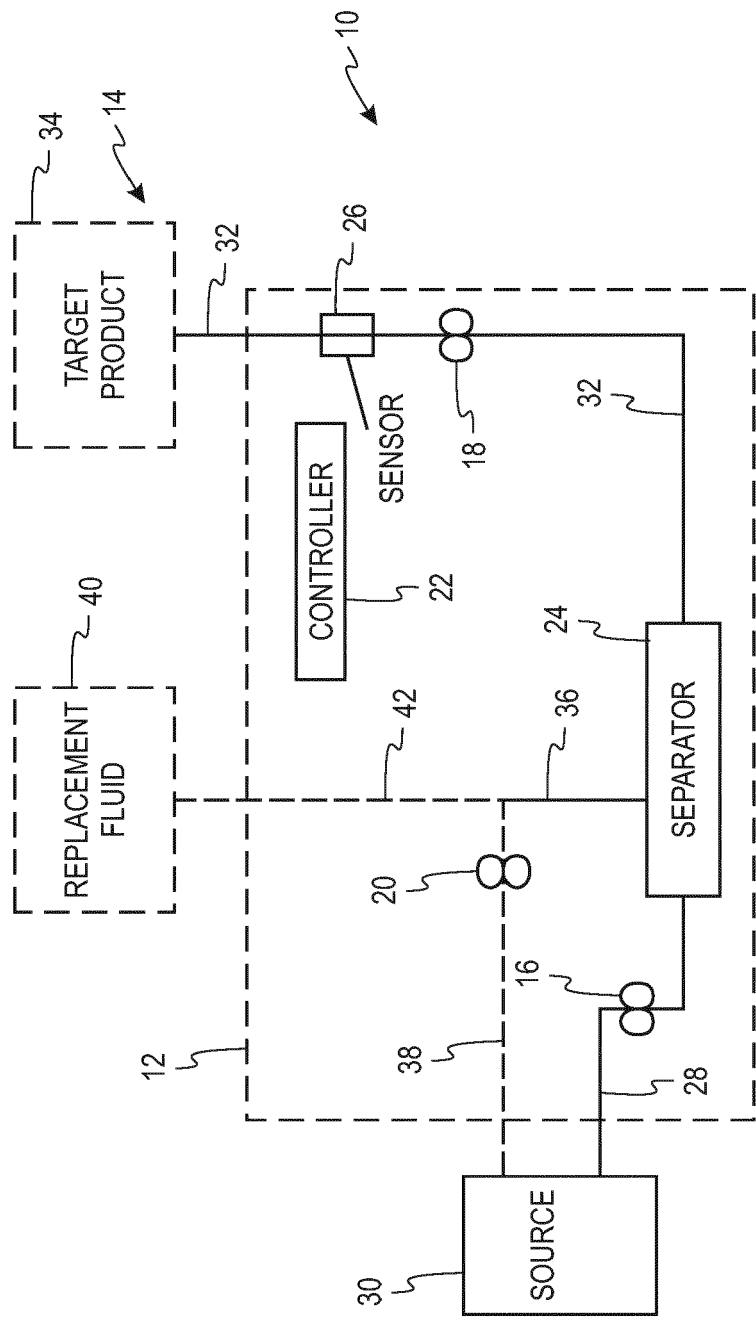 40
34
REPLACEMENT
FLUID
TARGET
PRODUCT
14
12
32
10
CONTROLLER
26
SENSOR
30
20
42
38
22
18
16
SOURCE
24
36
32
SEPARATOR
28